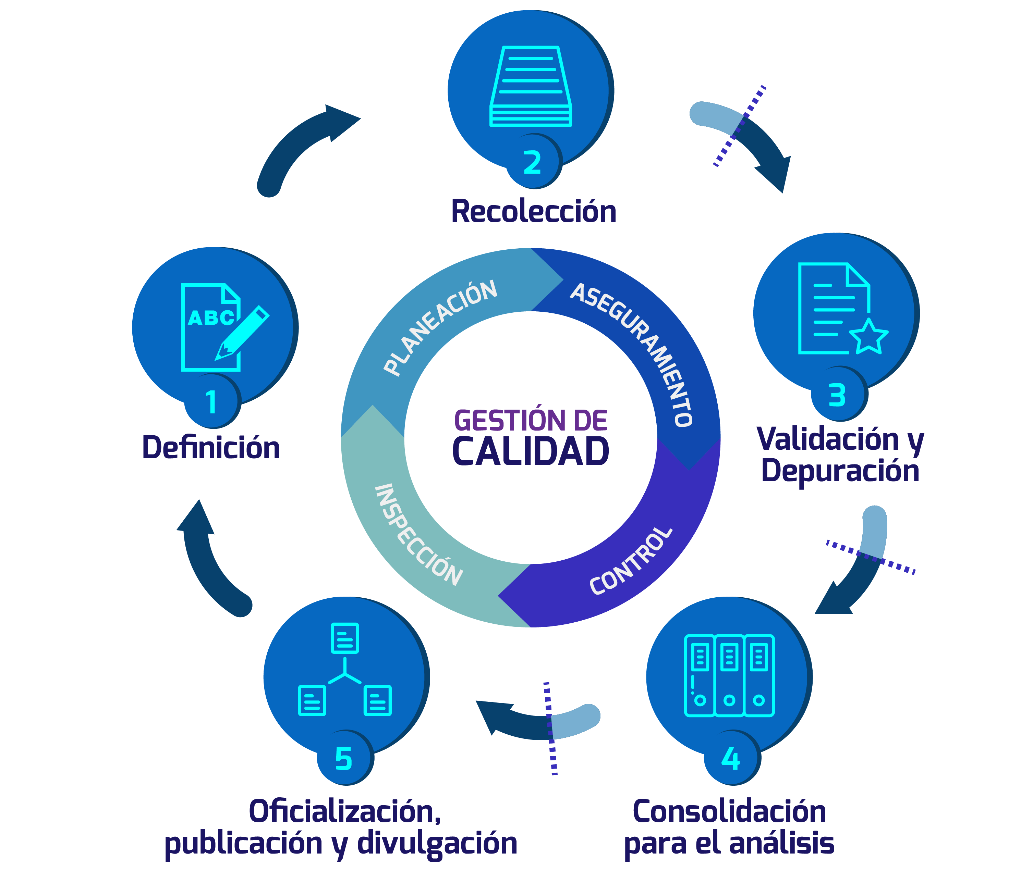 2
Recolección
ABC
1
Definición
3
Validación y
Depuración
PLANEACIÓN
ASEGURAMIENTO
CONTROL
INSPECCIÓN
GESTIÓN DE
CALIDAD
4
Consolidación
para el análisis
5
Oficialización,
publicación y divulgación